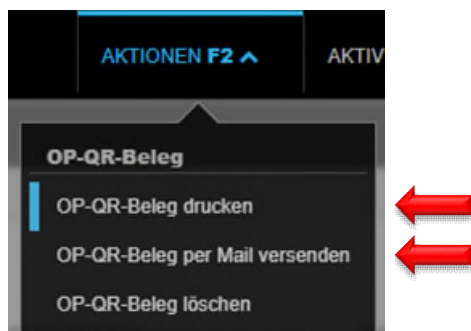 AKTIONEN F2
AKTIV
OP-QR-Beleg
OP-QR-Beleg drucken
OP-QR-Beleg per Mail versenden
OP-QR-Beleg löschen